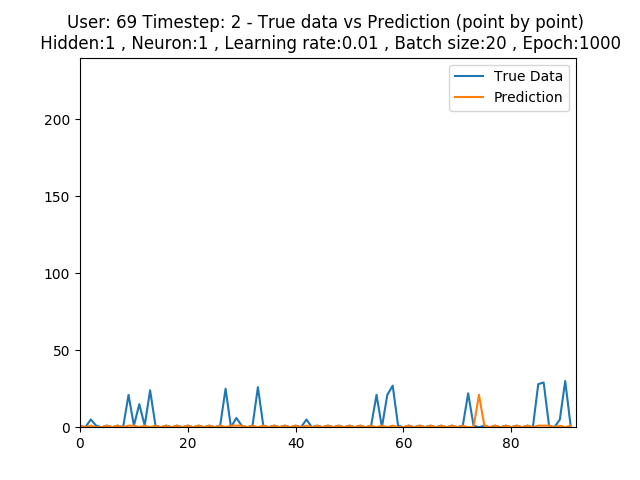 User: 69 Timestep: 2 - True data vs Prediction (point by point)
Hidden:1 , Neuron:1 , Learning rate:0.01 , Batch size:20 , Epoch:1000
True Data
Prediction
200
150
100
50
0
0 20 40 60 80